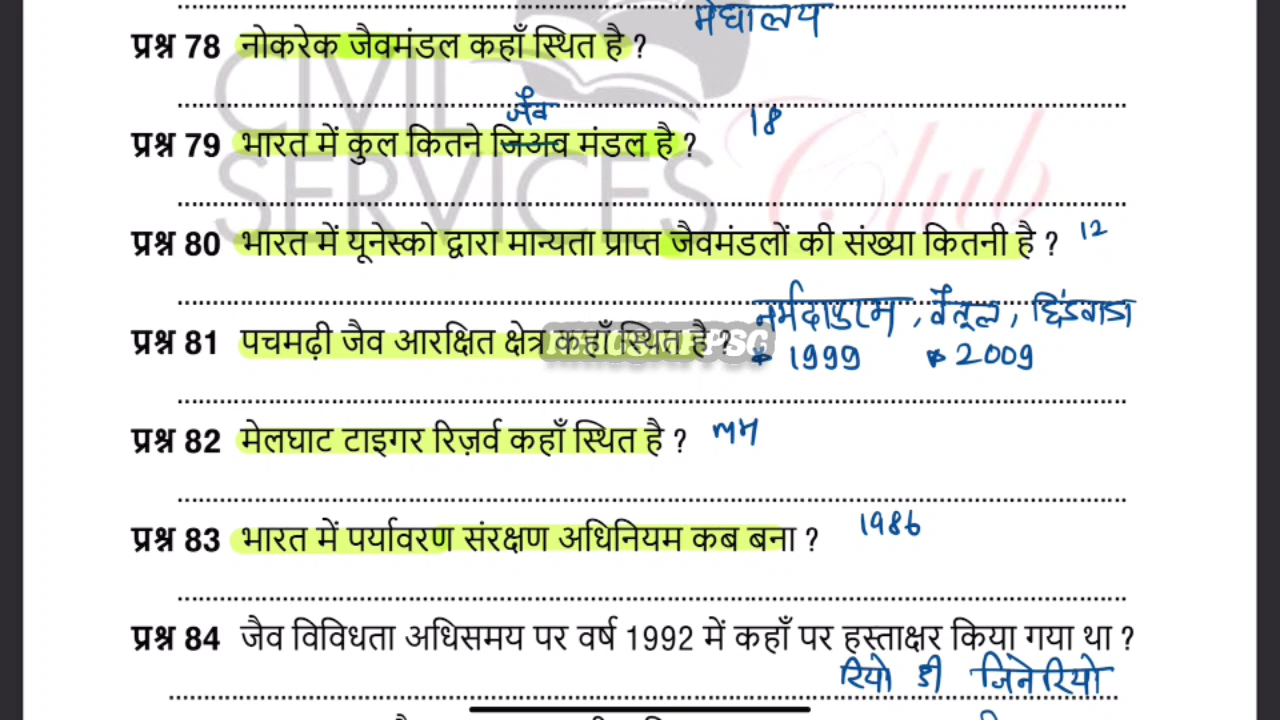 मेघालय
प्रश्न 78 नोकरेक जैवमंडल कहाँ स्थित है ?
CIVIL
जैव
18
प्रश्न 79 भारत में कुल कितने जिअव मंडल है ?
SERVICES Club
प्रश्न 80 भारत में यूनेस्को द्वारा मान्यता प्राप्त जैवमंडलों की संख्या कितनी है ? 12
नर्मदापुरम, बैतूल, छिंदवाडा
प्रश्न 81 पचमढ़ी जैव आरक्षित क्षेत्र कहाँ स्थित है ?
1999 2009
प्रश्न 82 मेलघाट टाइगर रिज़र्व कहाँ स्थित है ?
प्रश्न 83 भारत में पर्यावरण संरक्षण अधिनियम कब बना ? 1986
प्रश्न 84 जैव विविधता अधिसमय पर वर्ष 1992 में कहाँ पर हस्ताक्षर किया गया था ?
रियो डी जिनेरियो